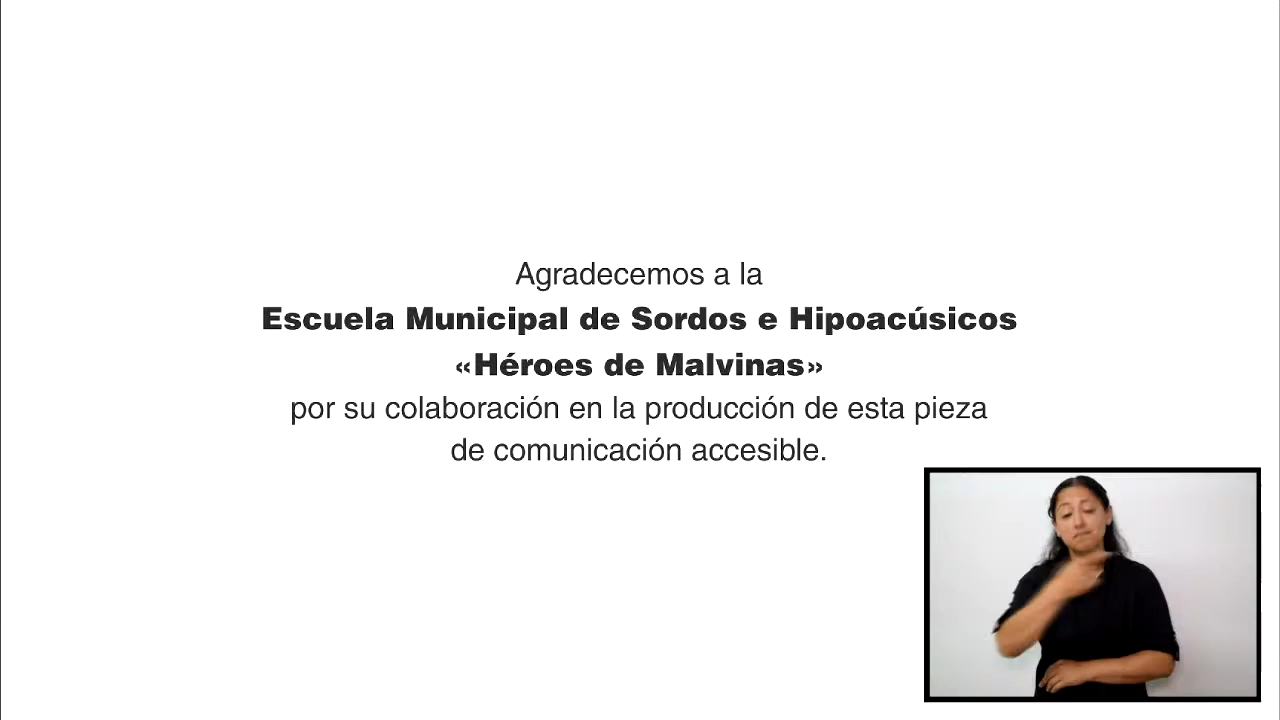 Agradecemos a la
Escuela Municipal de Sordos e Hipoacúsicos
«Héroes de Malvinas»
por su colaboración en la producción de esta pieza
de comunicación accesible.